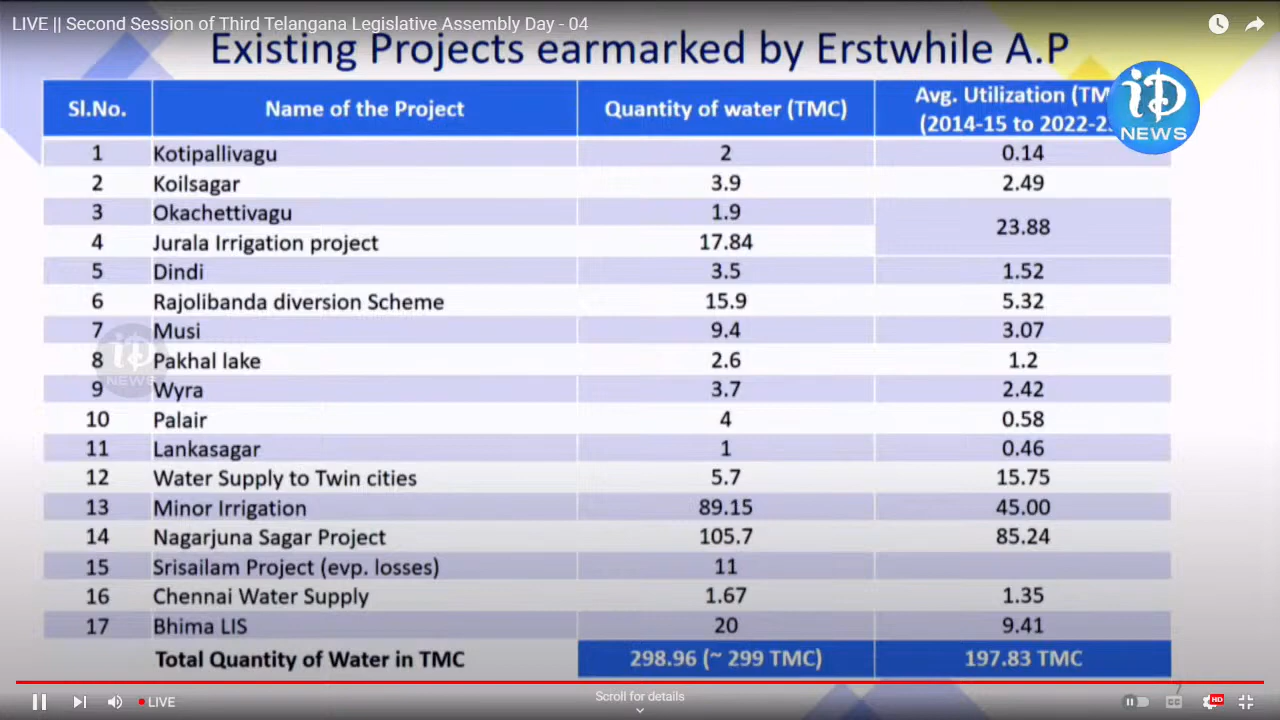 LIVE || Second Session of Third Telangana Legislative Assembly Day - 04
Existing Projects earmarked by Erstwhile A.P
Sl.No. Name of the Project Quantity of water (TMC) Avg. Utilization
(2014-15 to
iD
NEWS
1 Kotipallivagu 2 0.14
2 Koilsagar 3.9 2.49
3 Okachettivagu 1.9 23.88
4 Jurala Irrigation project 17.84
5 Dindi 3.5 1.52
6 Rajolibanda diversion Scheme 15.9 5.32
7 Musi 9.4 3.07
iD
NEWS
8 Pakhal lake 2.6 1.2
9 Wyra 3.7 2.42
10 Palair 4 0.58
11 Lankasagar 1 0.46
12 Water Supply to Twin cities 5.7 15.75
13 Minor Irrigation 89.15 45.00
14 Nagarjuna Sagar Project 105.7 85.24
15 Srisailam Project (evp. losses) 11
16 Chennai Water Supply 1.67 1.35
17 Bhima LIS 20 9.41
Total Quantity of Water in TMC 298.96 (~ 299 TMC) 197.83 TMC
7
LIVE
Scroll for details
CC
HD